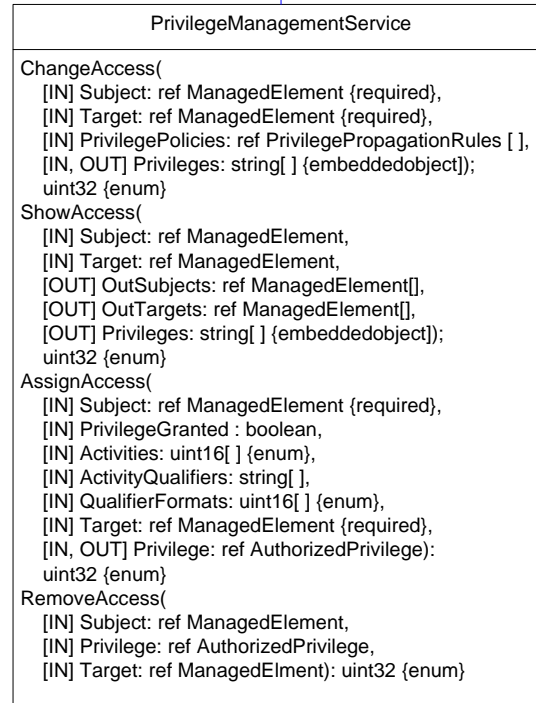 PrivilegeManagementService
ChangeAccess(
[IN] Subject: ref ManagedElement {required},
[IN] Target: ref ManagedElement {required},
[IN] PrivilegePolicies: ref PrivilegePropagationRules [ ],
[IN, OUT] Privileges: string[ ] {embeddedobject]);
uint32 {enum}
ShowAccess(
[IN] Subject: ref ManagedElement,
[IN] Target: ref ManagedElement,
[OUT] OutSubjects: ref ManagedElement[],
[OUT] OutTargets: ref ManagedElement[],
[OUT] Privileges: string[ ] {embeddedobject]);
uint32 {enum}
AssignAccess(
[IN] Subject: ref ManagedElement {required},
[IN] PrivilegeGranted : boolean,
[IN] Activities: uint16[ ] {enum},
[IN] ActivityQualifiers: string[ ],
[IN] QualifierFormats: uint16[ ] {enum},
[IN] Target: ref ManagedElement {required},
[IN, OUT] Privilege: ref AuthorizedPrivilege):
uint32 {enum}
RemoveAccess(
[IN] Subject: ref ManagedElement,
[IN] Privilege: ref AuthorizedPrivilege,
[IN] Target: ref ManagedElment): uint32 {enum}